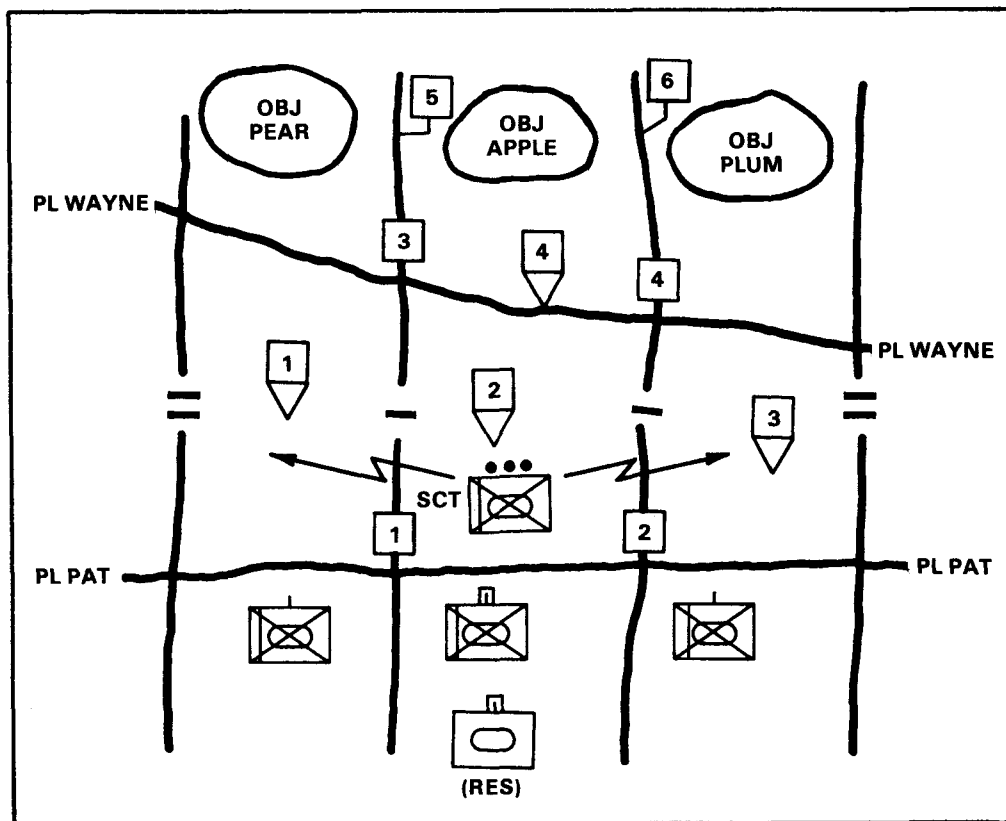 5
6
OBJ
PEAR
OBJ
APPLE
OBJ
PLUM
PL WAYNE
3
4
4
PL WAYNE
1
2
3
SCT
1
2
PL PAT
PL PAT
(RES)